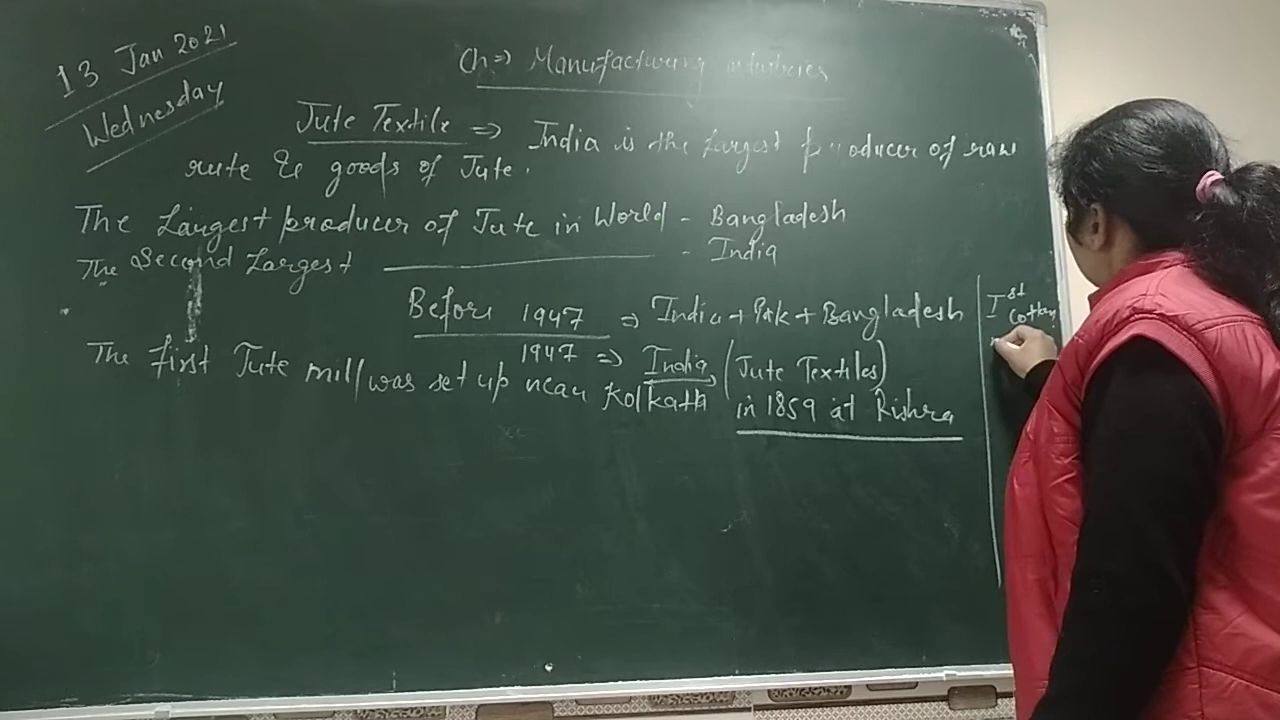 13 Jan 2021
Wednesday
Ch⇒ Manufacturing industries
Jute Textile ⇒ India is the largest producer of raw
rute & goods of Jute.
The Largest producer of Jute in World - Bangladesh
The Second Largest ———— - India
Before 1947 ⇒ India + Pak + Bangladesh
1947 ⇒ India (Jute Textiles)
The first Jute mill was set up near Kolkata in 1859 at Rishra
Ist